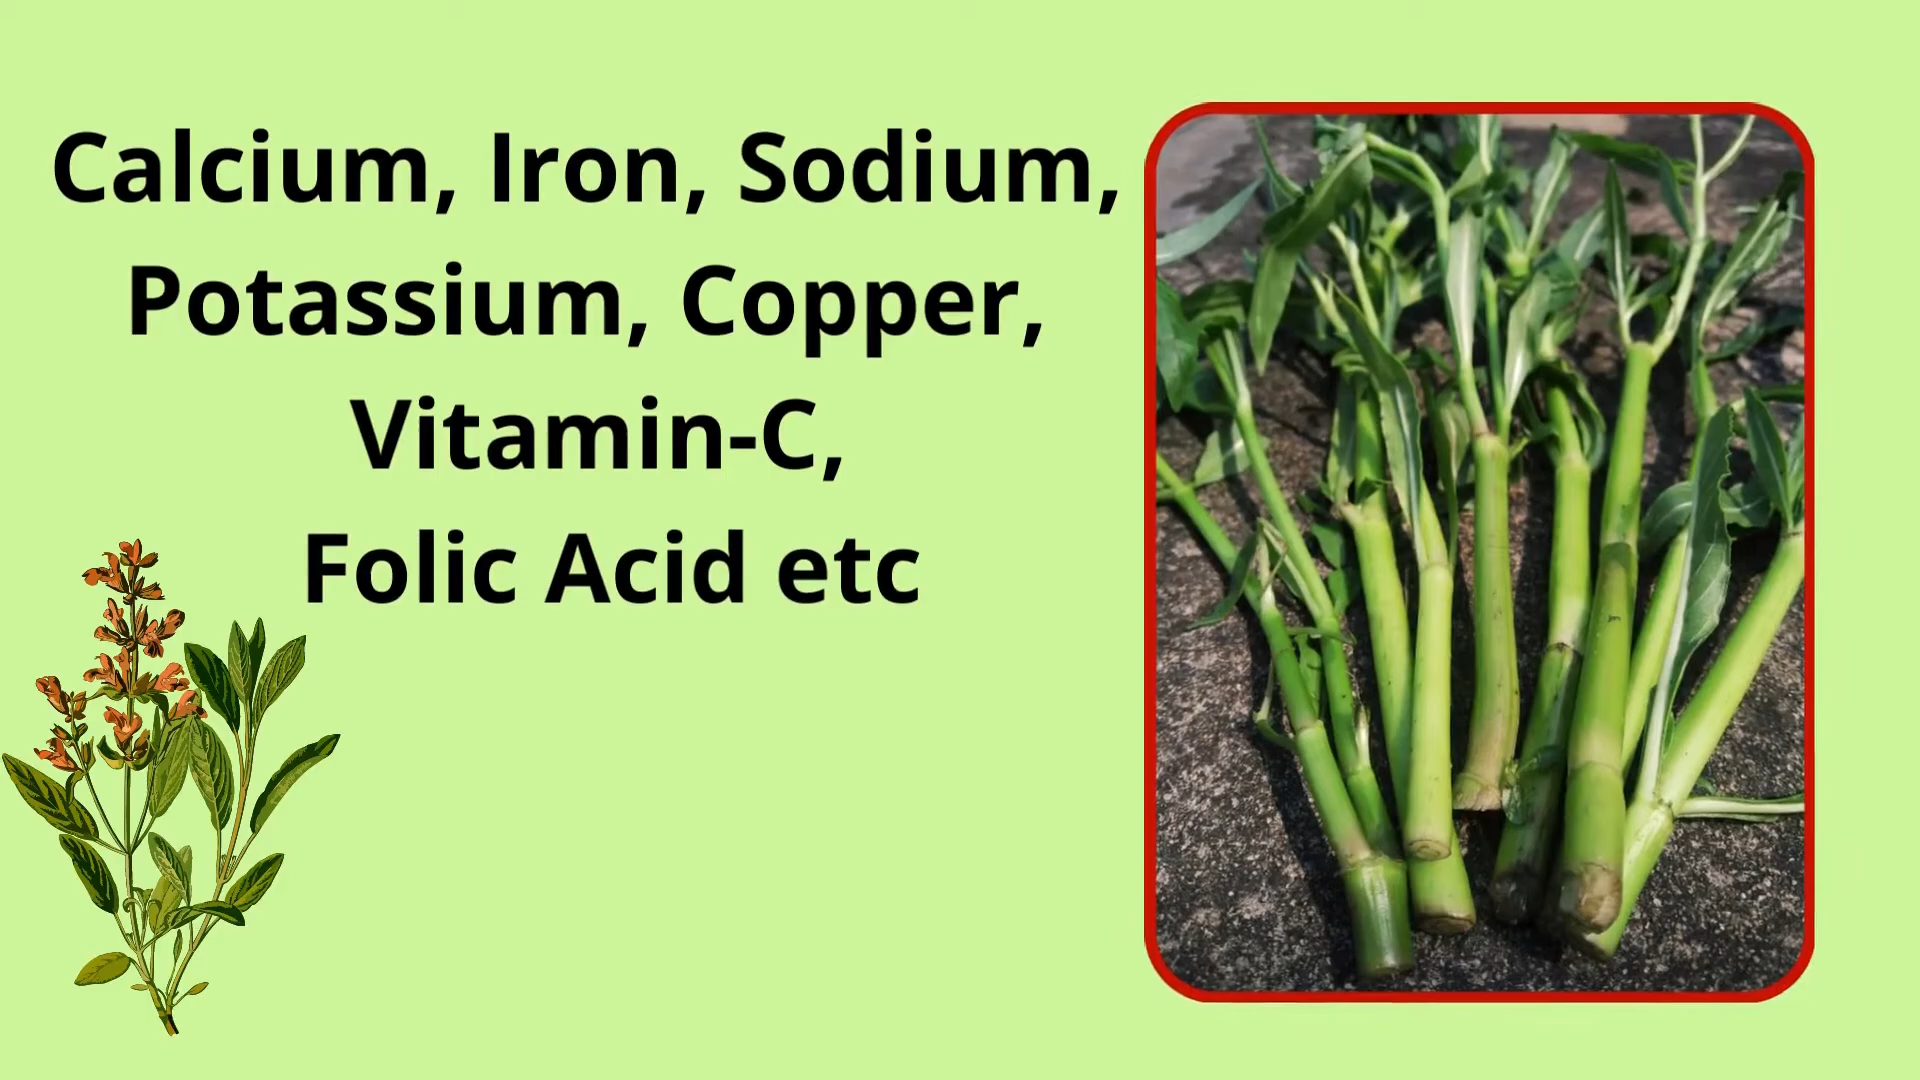 Calcium, Iron, Sodium,
Potassium, Copper,
Vitamin-C,
Folic Acid etc